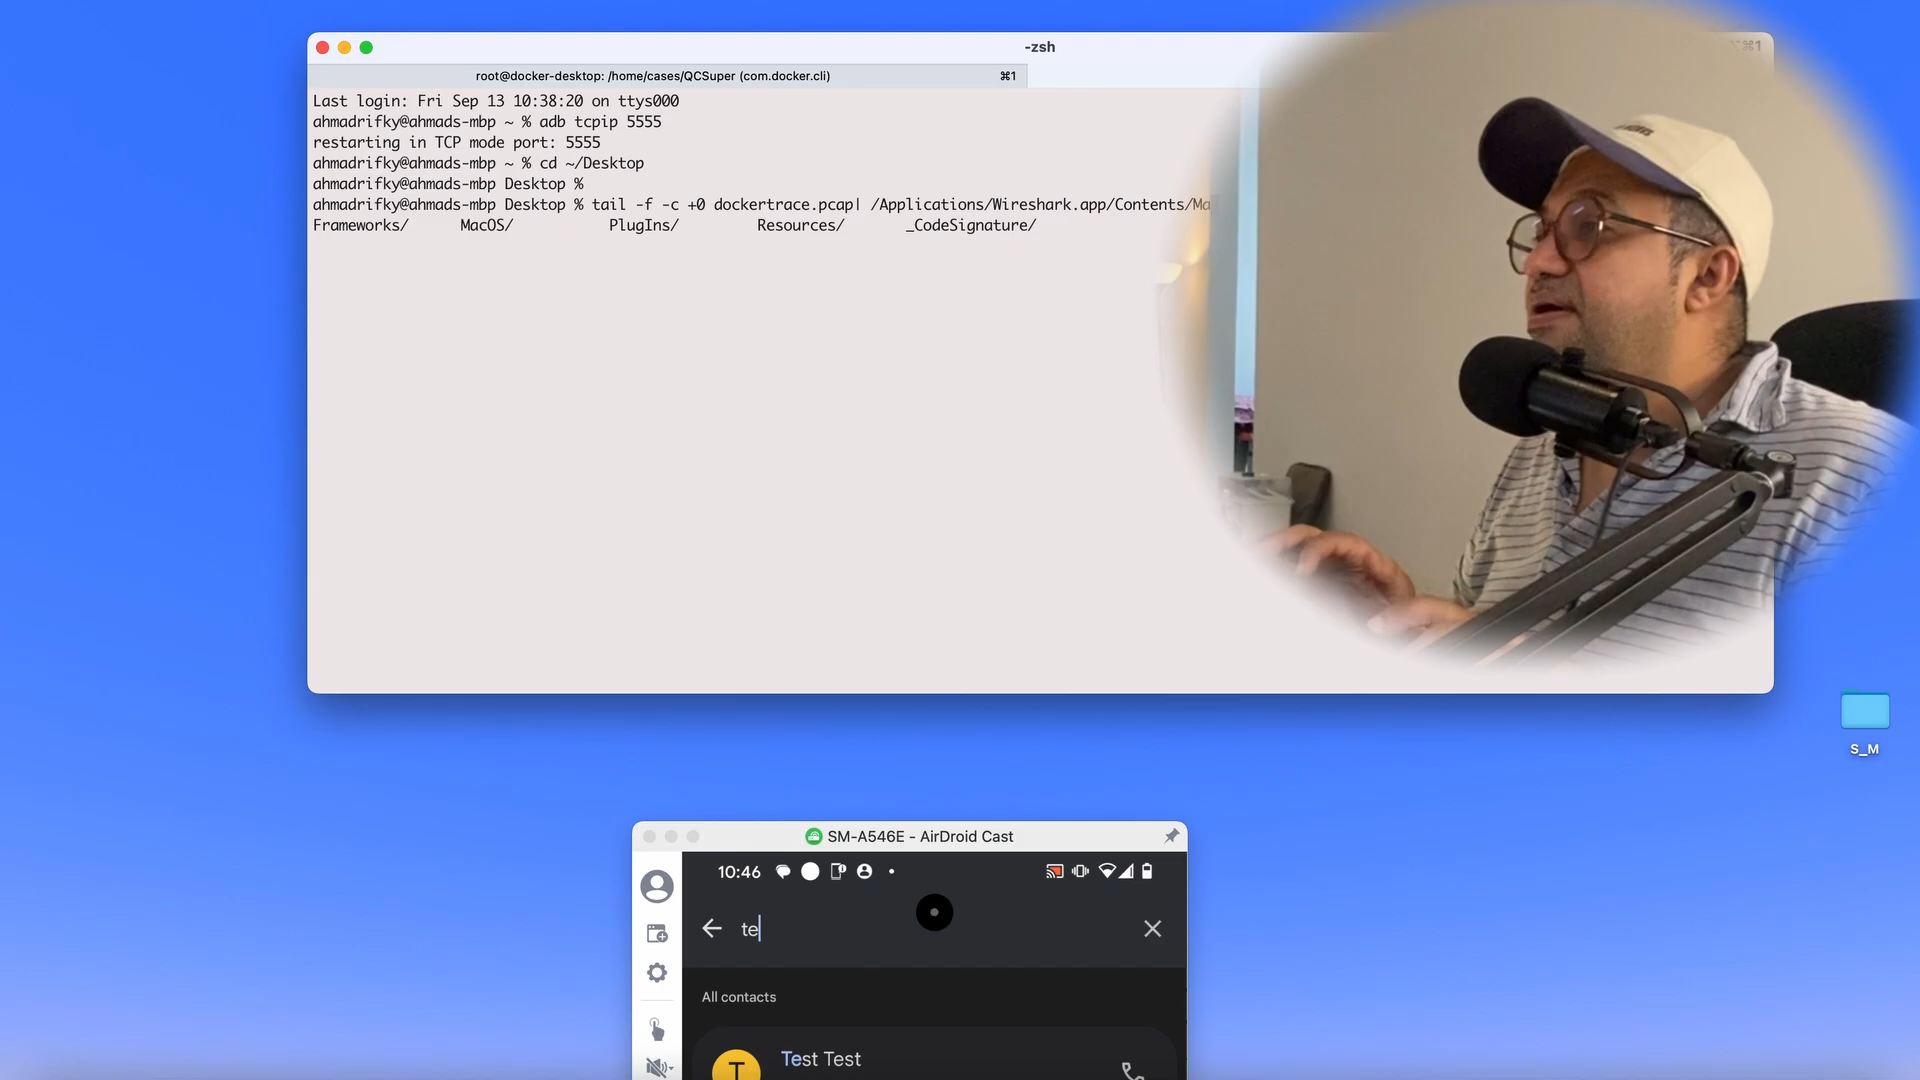 -zsh
⌘1
root@docker-desktop: /home/cases/QCSuper (com.docker.cli)
⌘1
Last login: Fri Sep 13 10:38:20 on ttys000
ahmadrifky@ahmads-mbp ~ % adb tcpip 5555
restarting in TCP mode port: 5555
ahmadrifky@ahmads-mbp ~ % cd ~/Desktop
ahmadrifky@ahmads-mbp Desktop %
ahmadrifky@ahmads-mbp Desktop % tail -f -c +0 dockertrace.pcap| /Applications/Wireshark.app/Contents/Ma
Frameworks/ MacOS/ PlugIns/ Resources/ _CodeSignature/
S_M
SM-A546E - AirDroid Cast
10:46
te
All contacts
T
Test Test